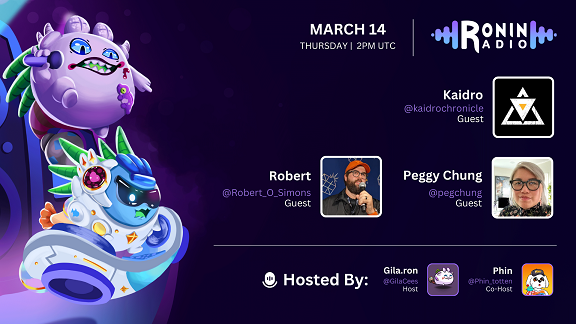 MARCH 14
THURSDAY | 2PM UTC
RONIN
RADIO
Kaidro
@kaidrochronicle
Guest
Robert
@Robert_O_Simons
Guest
Peggy Chung
@pegchung
Guest
Hosted By:
Gila.ron
@GilaCees
Host
Phin
@Phin_totten
Co-Host